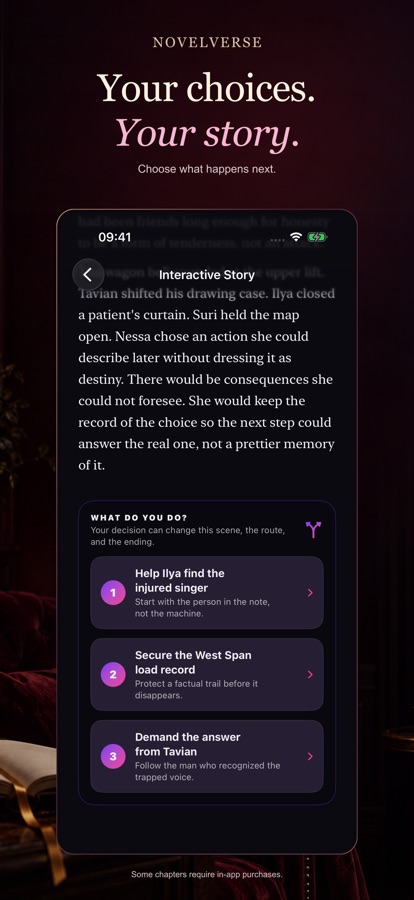 NOVELVERSE
Your choices.
Your story.
Choose what happens next.
had been friends long enough for honesty
09:41
Interactive Story
Tavian shifted his drawing case. Ilya closed
a patient's curtain. Suri held the map
open. Nessa chose an action she could
describe later without dressing it as
destiny. There would be consequences she
could not foresee. She would keep the
record of the choice so the next step could
answer the real one, not a prettier memory
of it.
WHAT DO YOU DO?
Your decision can change this scene, the route,
and the ending.
1
Help Ilya find the
injured singer
Start with the person in the note,
not the machine.
2
Secure the West Span
load record
Protect a factual trail before it
disappears.
3
Demand the answer
from Tavian
Follow the man who recognized the
trapped voice.
Some chapters require in-app purchases.